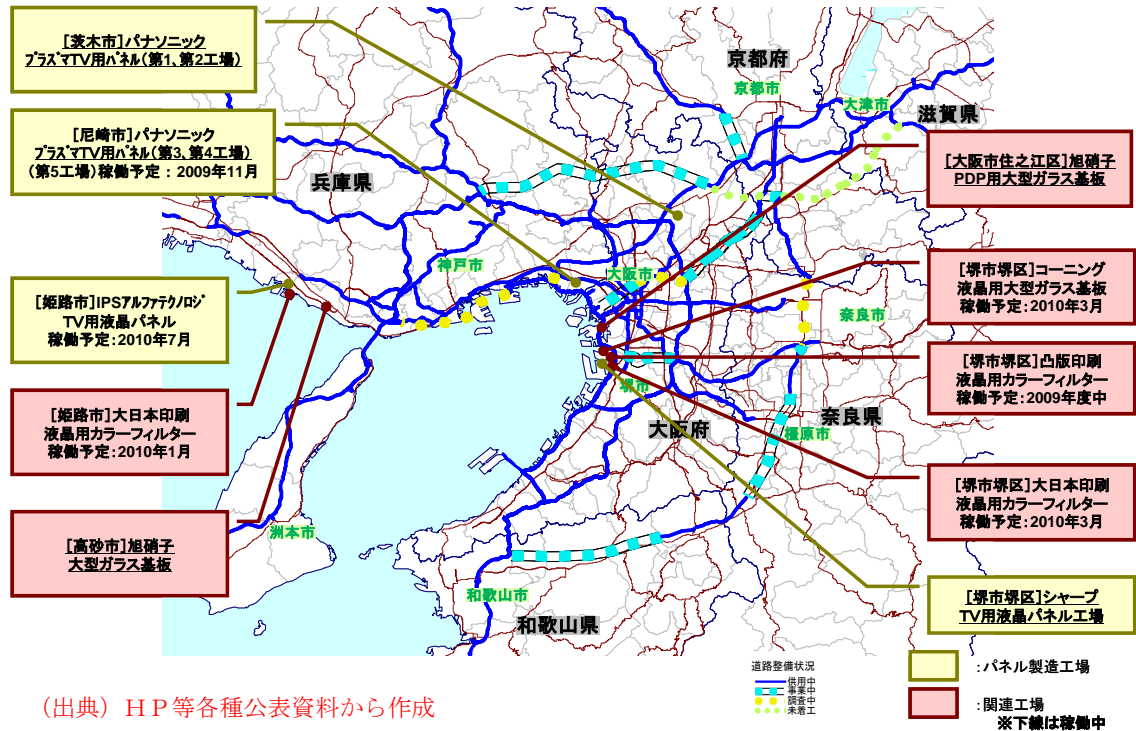 [茨木市]パナソニック
プラズマTV用パネル(第1、第2工場)
[尼崎市]パナソニック
プラズマTV用パネル(第3、第4工場)
(第5工場)稼働予定:2009年11月
[姫路市]IPSアルファテクノロジ
TV用液晶パネル
稼働予定:2010年7月
[姫路市]大日本印刷
液晶用カラーフィルター
稼働予定:2010年1月
[高砂市]旭硝子
大型ガラス基板
京都府
京都市
大津市
滋賀県
兵庫県
神戸市
大阪市
奈良市
堺市
大阪府
奈良県
橿原市
洲本市
和歌山市
和歌山県
[大阪市住之江区]旭硝子
PDP用大型ガラス基板
[堺市堺区]コーニング
液晶用大型ガラス基板
稼働予定:2010年3月
[堺市堺区]凸版印刷
液晶用カラーフィルター
稼働予定:2009年度中
[堺市堺区]大日本印刷
液晶用カラーフィルター
稼働予定:2010年3月
[堺市堺区]シャープ
TV用液晶パネル工場
道路整備状況
供用中
事業中
調査中
未着工
:パネル製造工場
:関連工場
※下線は稼働中
(出典)HP等各種公表資料から作成